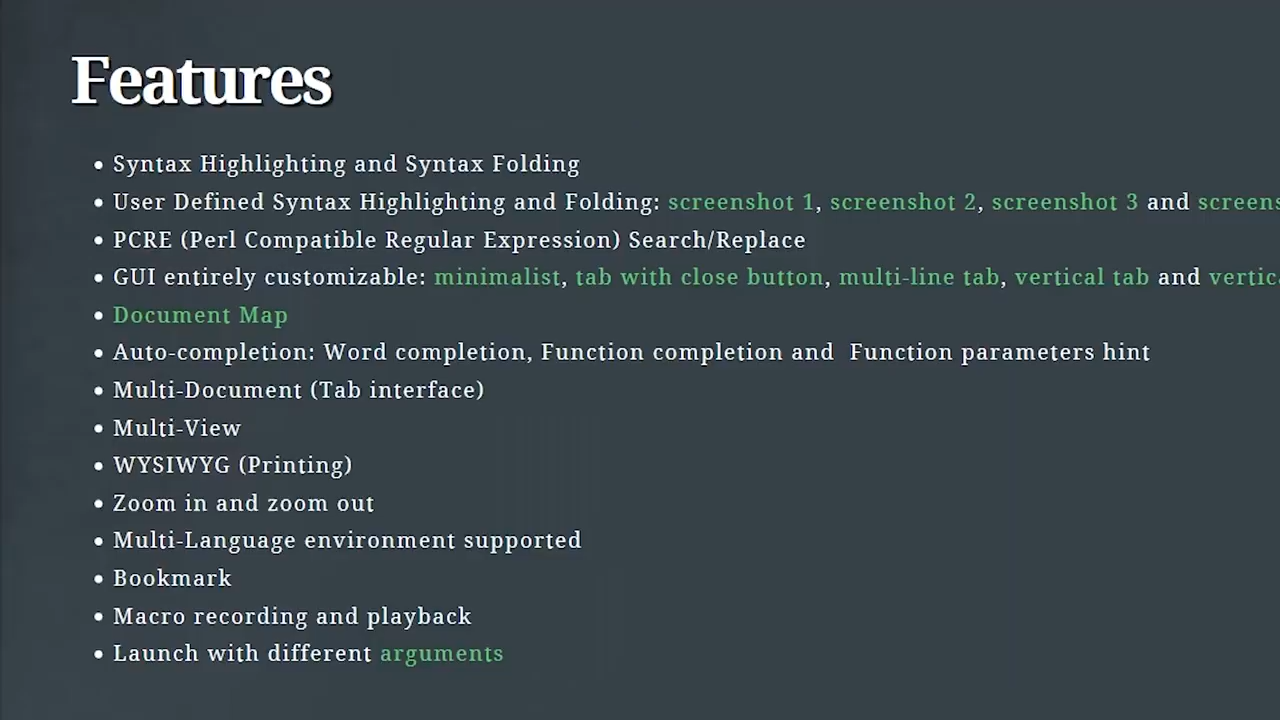 Features
• Syntax Highlighting and Syntax Folding
• User Defined Syntax Highlighting and Folding: screenshot 1, screenshot 2, screenshot 3 and
• PCRE (Perl Compatible Regular Expression) Search/Replace
• GUI entirely customizable: minimalist, tab with close button, multi-line tab, vertical tab and
• Document Map
• Auto-completion: Word completion, Function completion and  Function parameters hint
• Multi-Document (Tab interface)
• Multi-View
• WYSIWYG (Printing)
• Zoom in and zoom out
• Multi-Language environment supported
• Bookmark
• Macro recording and playback
• Launch with different arguments